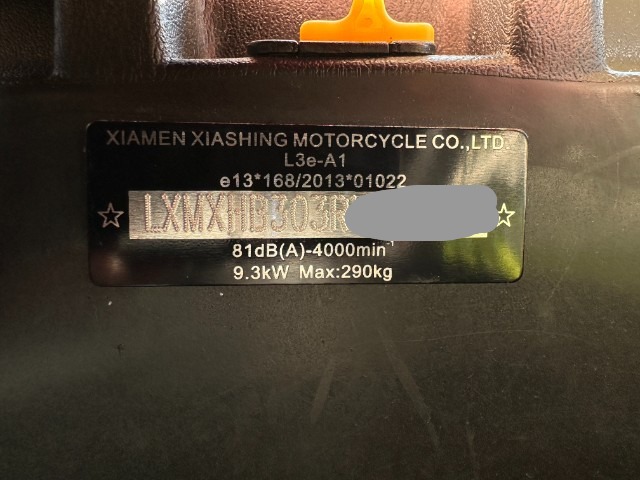 XIAMEN XIASHING MOTORCYCLE CO.,LTD.
L3e-A1
e13*168/2013*01022
☆ LXMXHB303R ☆
81dB(A)-4000min⁻¹
9.3kW Max:290kg